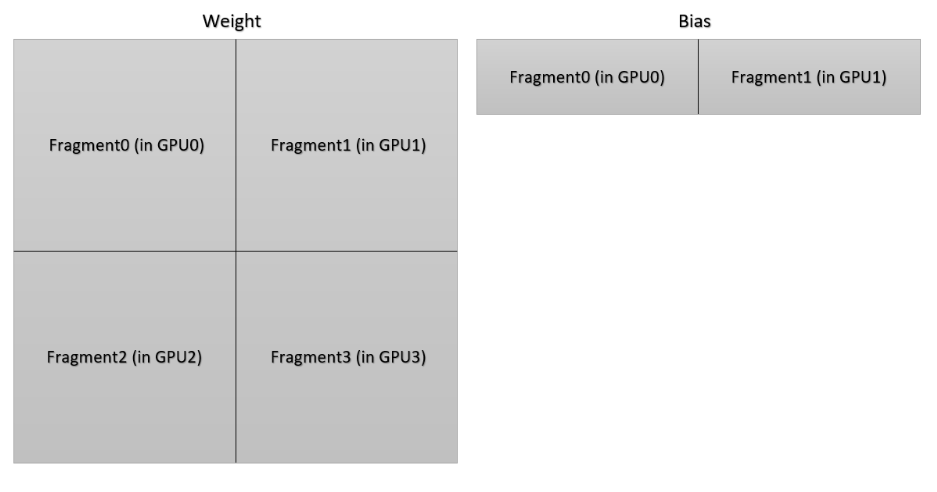 Weight
Bias
Fragment0 (in GPU0)
Fragment1 (in GPU1)
Fragment0 (in GPU0)
Fragment1 (in GPU1)
Fragment2 (in GPU2)
Fragment3 (in GPU3)